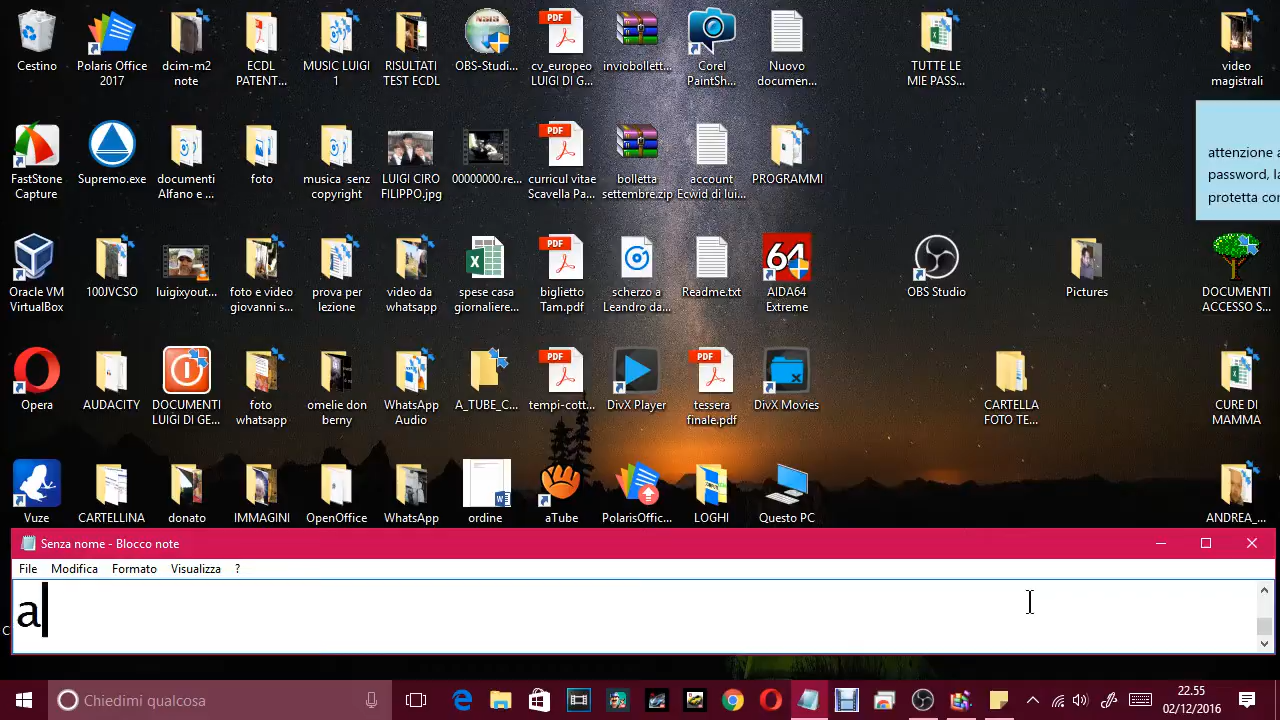 Cestino
Polaris Office
2017
dcim-m2
note
ECDL
PATENT...
MUSIC LUIGI
1
RISULTATI
TEST ECDL
NSIS
OBS-Studi...
PDF
cv_europeo
LUIGI DI G...
inviobollett...
Corel
PaintSh...
Nuovo
documen...
TUTTE LE
MIE PASS...
video
magistrali
FastStone
Capture
Supremo.exe
documenti
Alfano e ...
foto
musica senz
copyright
LUIGI CIRO
FILIPPO.jpg
00000000.re...
PDF
curricul vitae
Scavella Pa...
bolletta
settembre.zip
account
Ecwid di lui...
PROGRAMMI
attenzione a
password, la
protetta con
Oracle VM
VirtualBox
100JVCSO
luigixyout...
foto e video
giovanni s...
prova per
lezione
video da
whatsapp
spese casa
giornaliere...
PDF
biglietto
Tam.pdf
scherzo a
Leandro da...
Readme.txt
64
AIDA64
Extreme
OBS Studio
Pictures
DOCUMENTI
ACCESSO S...
Opera
AUDACITY
DOCUMENTI
LUIGI DI GE...
foto
whatsapp
omelie don
berny
WhatsApp
Audio
A_TUBE_C...
PDF
tempi-cott...
DivX Player
PDF
tessera
finale.pdf
DivX Movies
CARTELLA
FOTO TE...
CURE DI
MAMMA
Vuze
CARTELLINA
donato
IMMAGINI
OpenOffice
WhatsApp
ordine
aTube
PolarisOffic...
LOGHI
Questo PC
ANDREA_...
Senza nome - Blocco note
File Modifica Formato Visualizza ?
a
C
Chiedimi qualcosa
22.55
02/12/2016